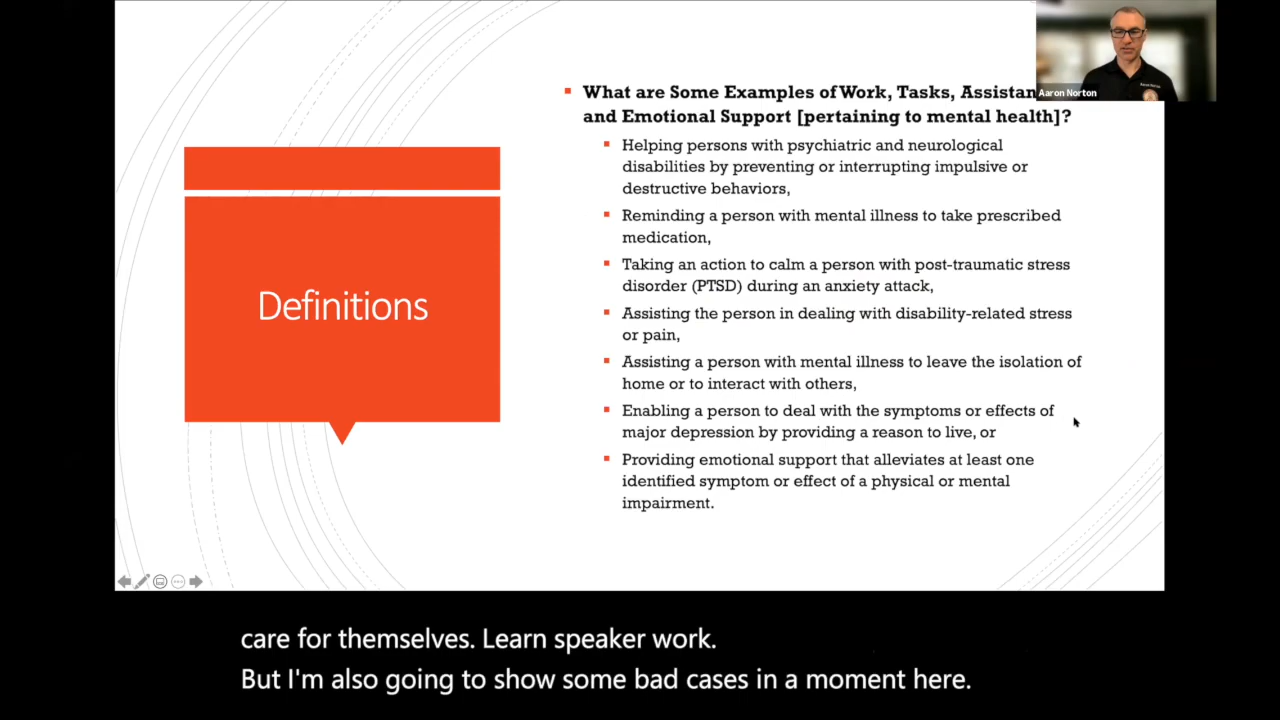 What are Some Examples of Work, Tasks, Assistan
and Emotional Support [pertaining to mental health]?
Aaron Norton
Helping persons with psychiatric and neurological
disabilities by preventing or interrupting impulsive or
destructive behaviors,
Reminding a person with mental illness to take prescribed
medication,
Taking an action to calm a person with post-traumatic stress
disorder (PTSD) during an anxiety attack,
Assisting the person in dealing with disability-related stress
or pain,
Assisting a person with mental illness to leave the isolation of
home or to interact with others,
Enabling a person to deal with the symptoms or effects of
major depression by providing a reason to live, or
Providing emotional support that alleviates at least one
identified symptom or effect of a physical or mental
impairment.
Definitions
care for themselves. Learn speaker work.
But I'm also going to show some bad cases in a moment here.